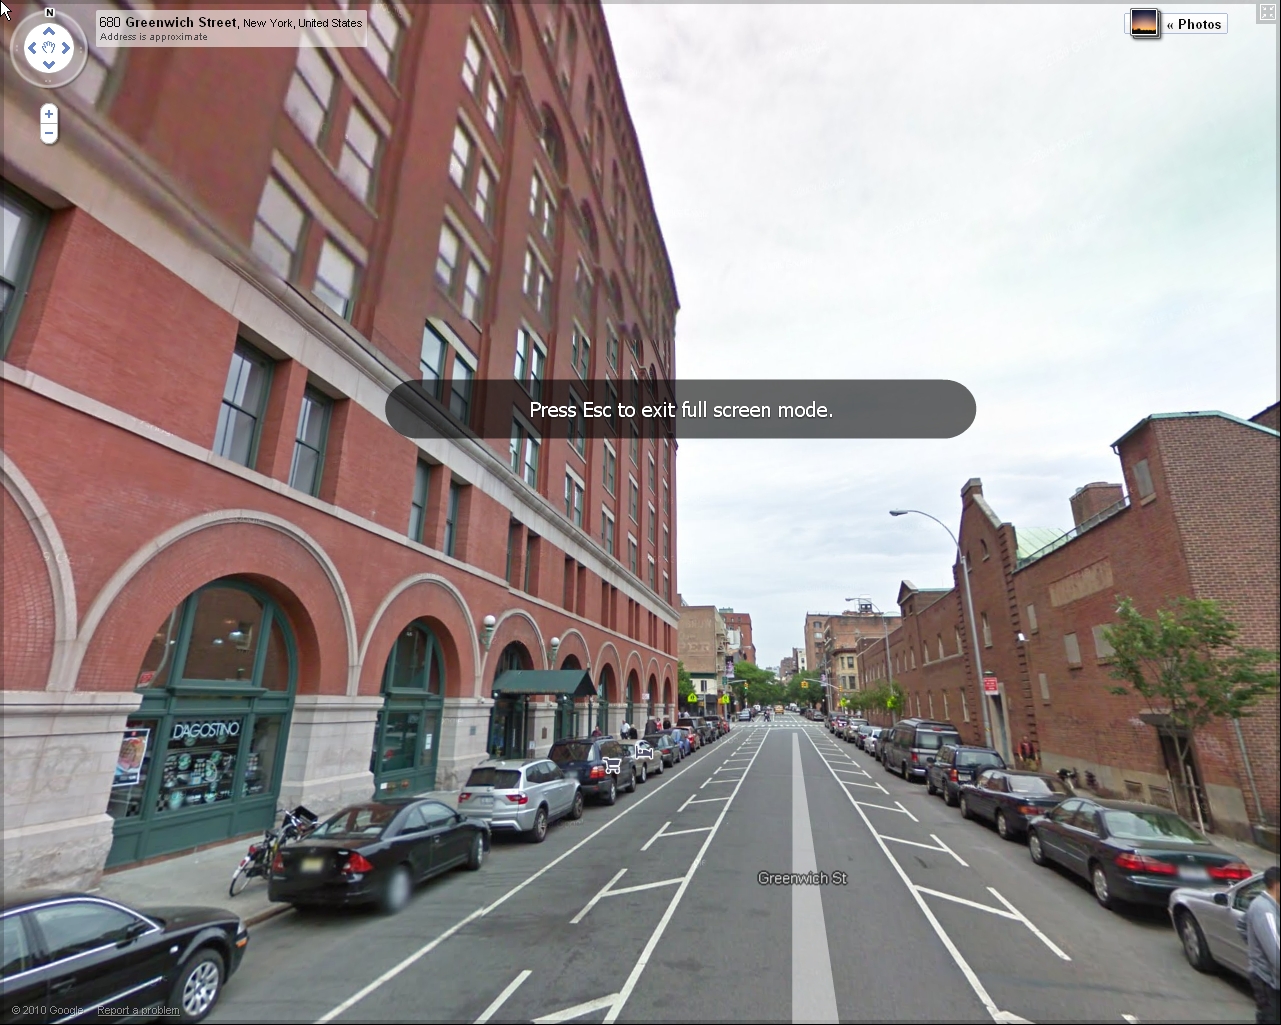 N
680 Greenwich Street, New York, United States
Address is approximate
« Photos
Press Esc to exit full screen mode.
D'AGOSTINO
Greenwich St
© 2010 Google
Report a problem